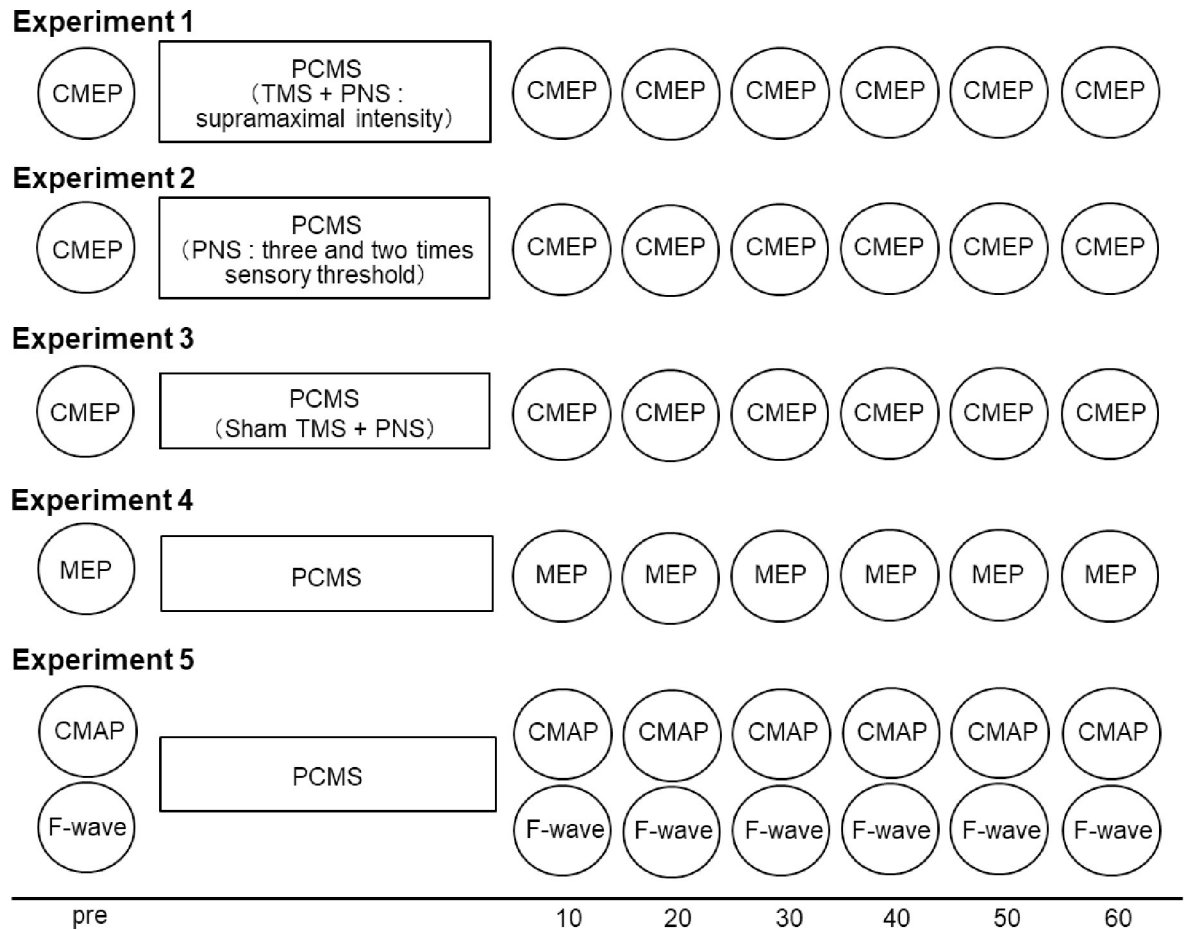 Experiment 1
CMEP
PCMS
(TMS + PNS :
supramaximal intensity)
CMEP CMEP CMEP CMEP CMEP CMEP
Experiment 2
CMEP
PCMS
(PNS : three and two times
sensory threshold)
CMEP CMEP CMEP CMEP CMEP CMEP
Experiment 3
CMEP
PCMS
(Sham TMS + PNS)
CMEP CMEP CMEP CMEP CMEP CMEP
Experiment 4
MEP
PCMS
MEP MEP MEP MEP MEP MEP
Experiment 5
CMAP
F-wave
PCMS
CMAP CMAP CMAP CMAP CMAP CMAP
F-wave F-wave F-wave F-wave F-wave F-wave
pre 10 20 30 40 50 60